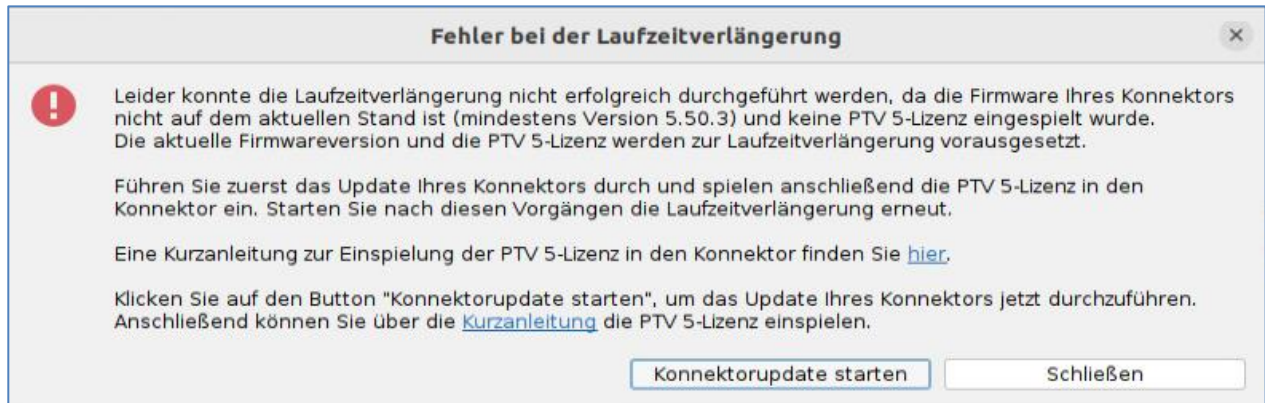 Fehler bei der Laufzeitverlängerung
Leider konnte die Laufzeitverlängerung nicht erfolgreich durchgeführt werden, da die Firmware Ihres Konnektors
nicht auf dem aktuellen Stand ist (mindestens Version 5.50.3) und keine PTV 5-Lizenz eingespielt wurde.
Die aktuelle Firmwareversion und die PTV 5-Lizenz werden zur Laufzeitverlängerung vorausgesetzt.
Führen Sie zuerst das Update Ihres Konnektors durch und spielen anschließend die PTV 5-Lizenz in den
Konnektor ein. Starten Sie nach diesen Vorgängen die Laufzeitverlängerung erneut.
Eine Kurzanleitung zur Einspielung der PTV 5-Lizenz in den Konnektor finden Sie hier.
Klicken Sie auf den Button "Konnektorupdate starten", um das Update Ihres Konnektors jetzt durchzuführen.
Anschließend können Sie über die Kurzanleitung die PTV 5-Lizenz einspielen.
Konnektorupdate starten Schließen